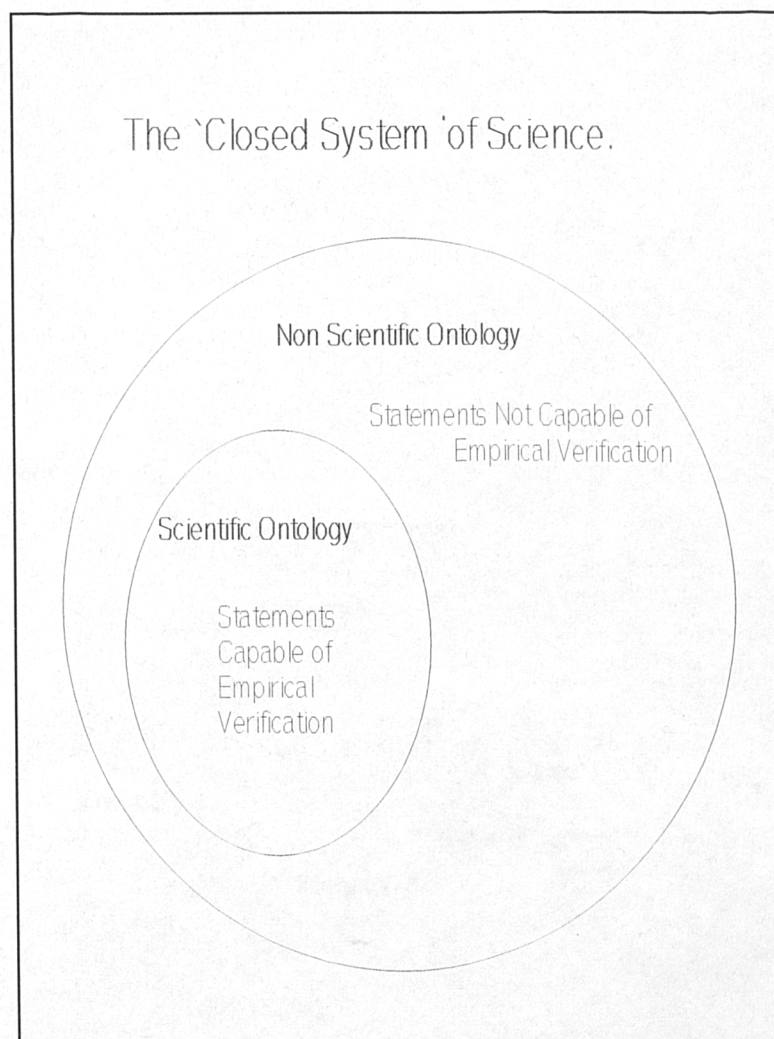 The `Closed System 'of Science.
Non Scientific Ontology
Statements Not Capable of
Empirical Verification
Scientific Ontology
Statements
Capable of
Empirical
Verification